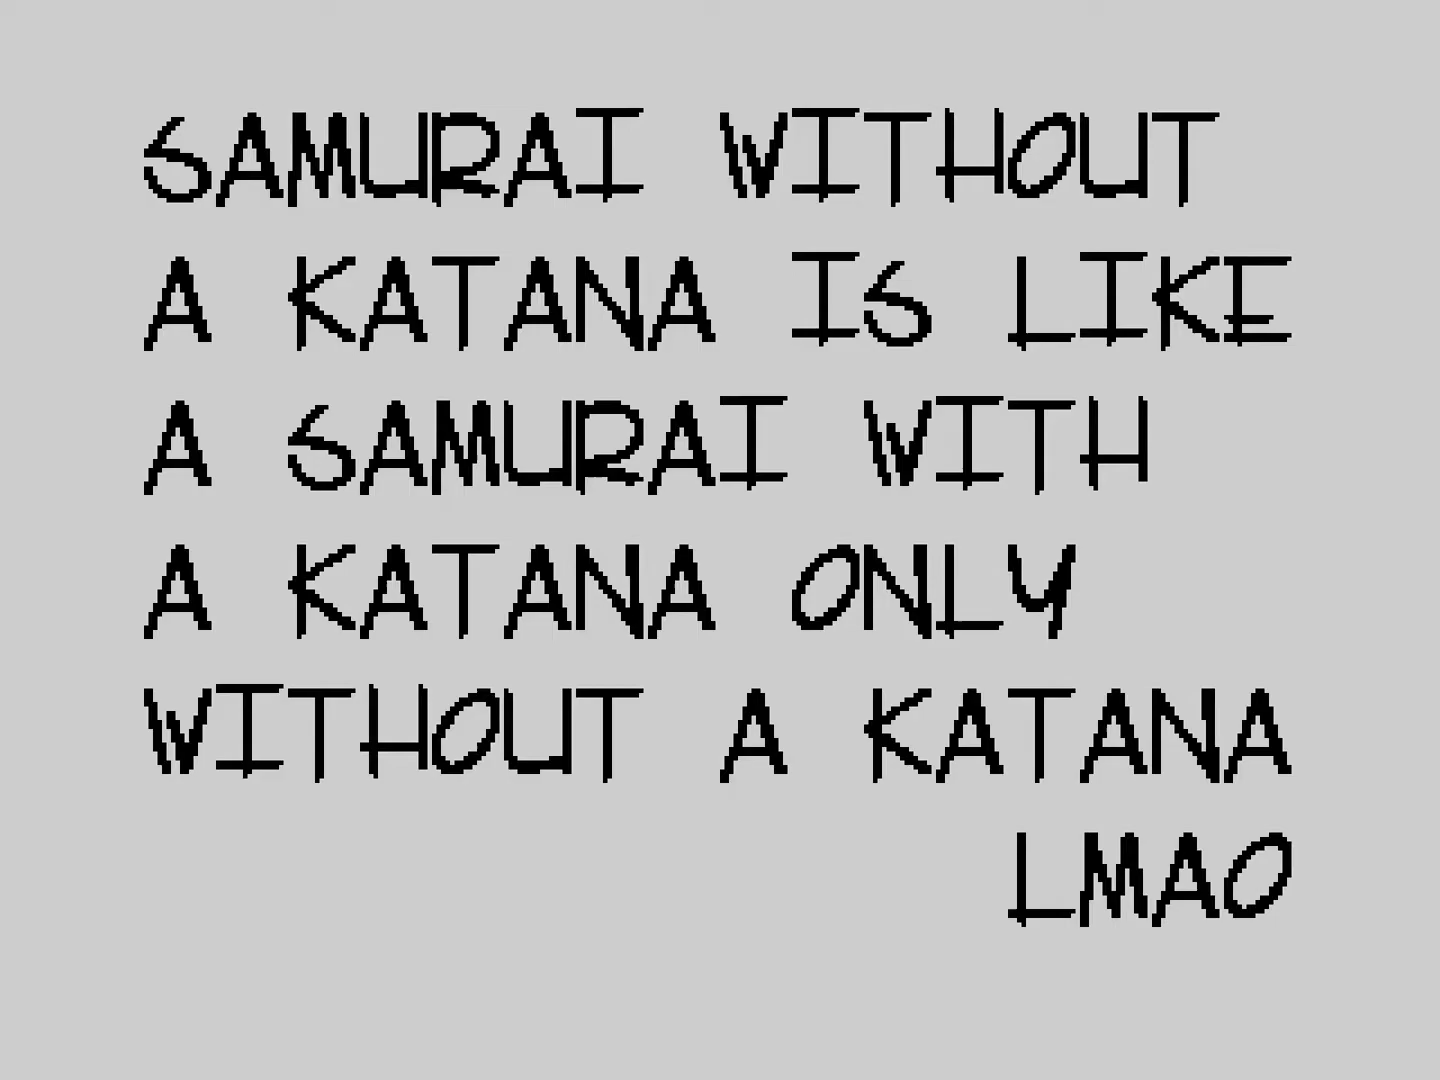 SAMURAI WITHOUT
A KATANA IS LIKE
A SAMURAI WITH
A KATANA ONLY
WITHOUT A KATANA
LMAO